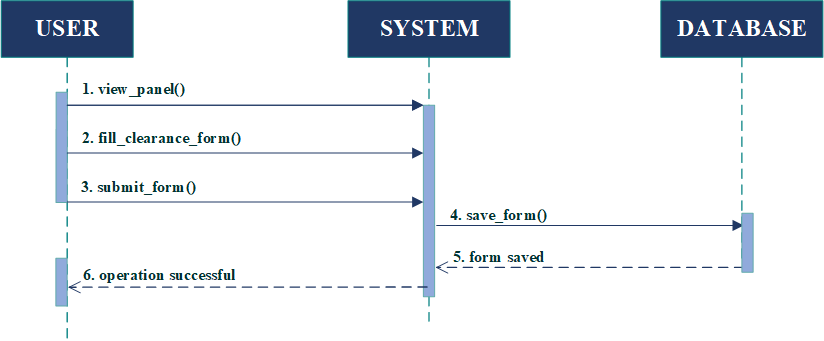 USER
SYSTEM
DATABASE
1. view_panel()
2. fill_clearance_form()
3. submit_form()
4. save_form()
5. form saved
6. operation successful